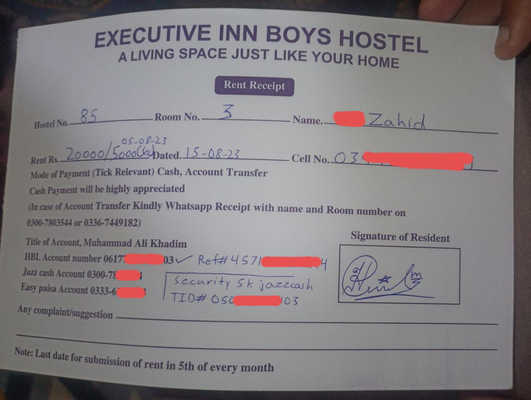 EXECUTIVE INN BOYS HOSTEL
A LIVING SPACE JUST LIKE YOUR HOME
Rent Receipt
Hostel No. 85 Room No. 3 Name. Zahid
05-08-23
Rent Rs. 20000/5000 Dated. 15-08-23 Cell No. 03
Mode of Payment (Tick Relevant) Cash, Account Transfer
Cash Payment will be highly appreciated
(In case of Account Transfer Kindly Whatsapp Receipt with name and Room number on
0300-7803544 or 0336-7449182)
Title of Account, Muhammad Ali Khadim Signature of Resident
HBL Account number 0617 03 ✓ Ref# 4571 4
Jazz cash Account 0300-78 4 Security 5k jazzcash
Easy paisa Account 0333-6 TID# 050 03
Any complaint/suggestion
Note: Last date for submission of rent in 5th of every month